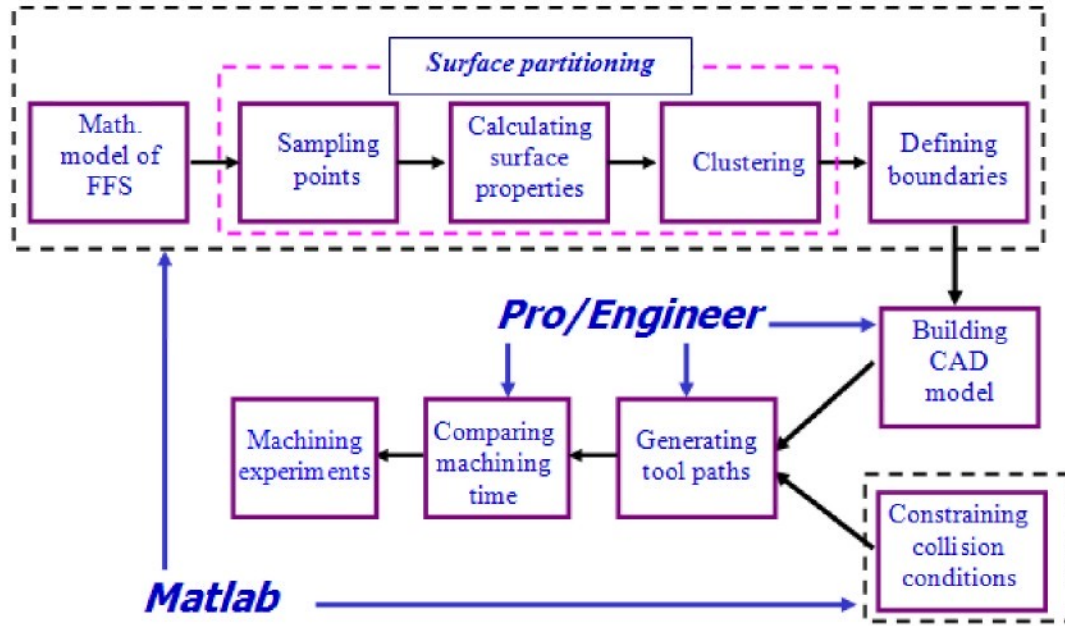 Surface partitioning
Math.
model of
FFS
Sampling
points
Calculating
surface
properties
Clustering
Defining
boundaries
Pro/Engineer
Building
CAD
model
Machining
experiments
Comparing
machining
time
Generating
tool paths
Constraining
collision
conditions
Matlab